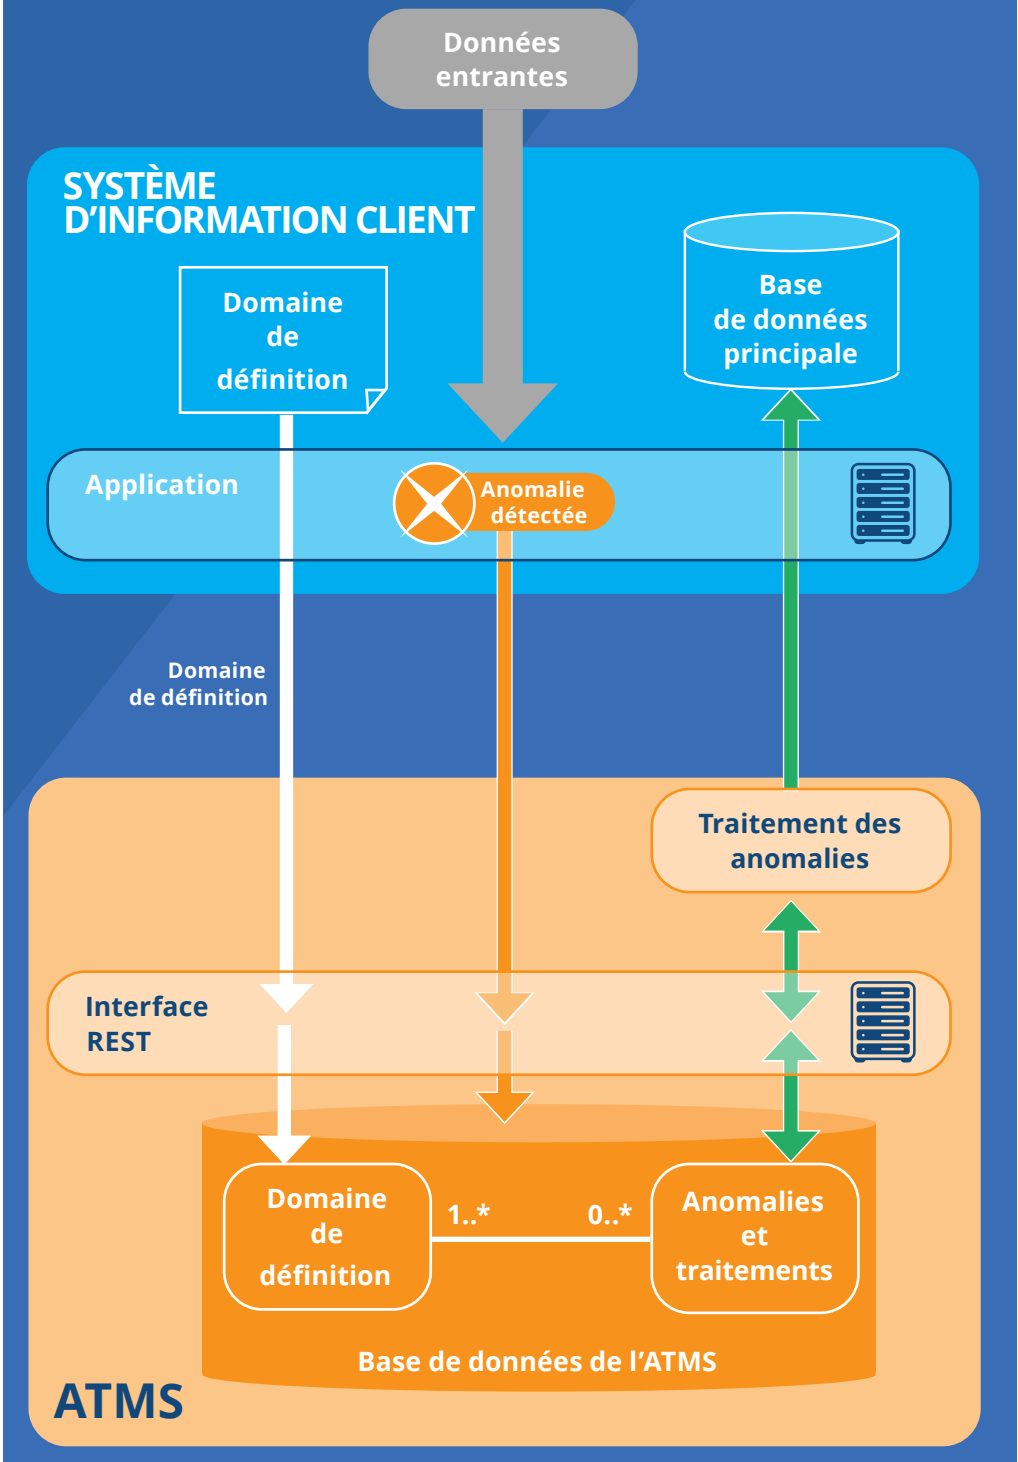 Données
entrantes
SYSTÈME
D’INFORMATION CLIENT
Domaine
de
définition
Base
de données
principale
Application
Anomalie
détectée
Domaine
de définition
Traitement des
anomalies
Interface
REST
Domaine
de
définition
1..*
0..*
Anomalies
et
traitements
Base de données de l’ATMS
ATMS